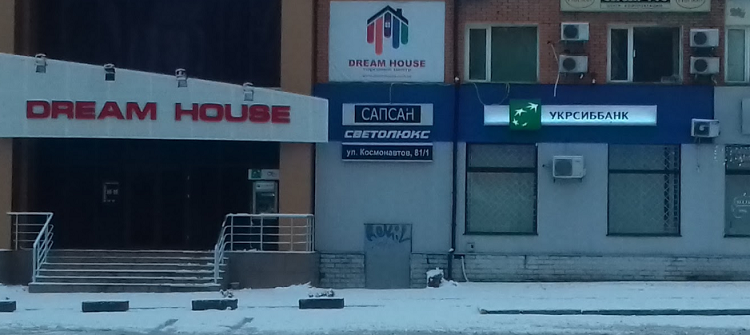 DREAM HOUSE
DREAM HOUSE
САПСАН
СВЕТОЛЮКС
ул. Космонавтов, 81/1
УКРСИББАНК